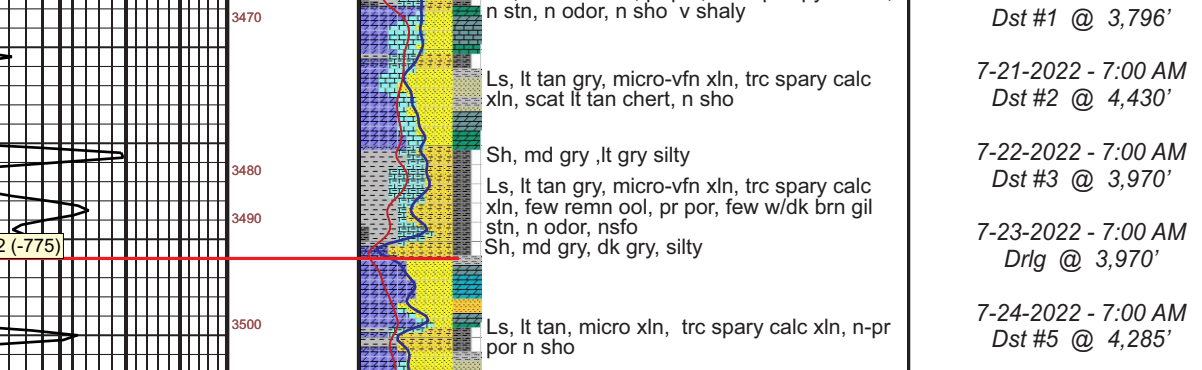 3470
3480
3490
2 (-775)
3500
n stn, n odor, n sho v shaly
Ls, lt tan gry, micro-vfn xln, trc spary calc
xln, scat lt tan chert, n sho
Sh, md gry ,lt gry silty
Ls, lt tan gry, micro-vfn xln, trc spary calc
xln, few remn ool, pr por, few w/dk brn gil
stn, n odor, nsfo
Sh, md gry, dk gry, silty
Ls, lt tan, micro xln, trc spary calc xln, n-pr
por n sho
Dst #1 @ 3,796'
7-21-2022 - 7:00 AM
Dst #2 @ 4,430'
7-22-2022 - 7:00 AM
Dst #3 @ 3,970'
7-23-2022 - 7:00 AM
Drlg @ 3,970'
7-24-2022 - 7:00 AM
Dst #5 @ 4,285'